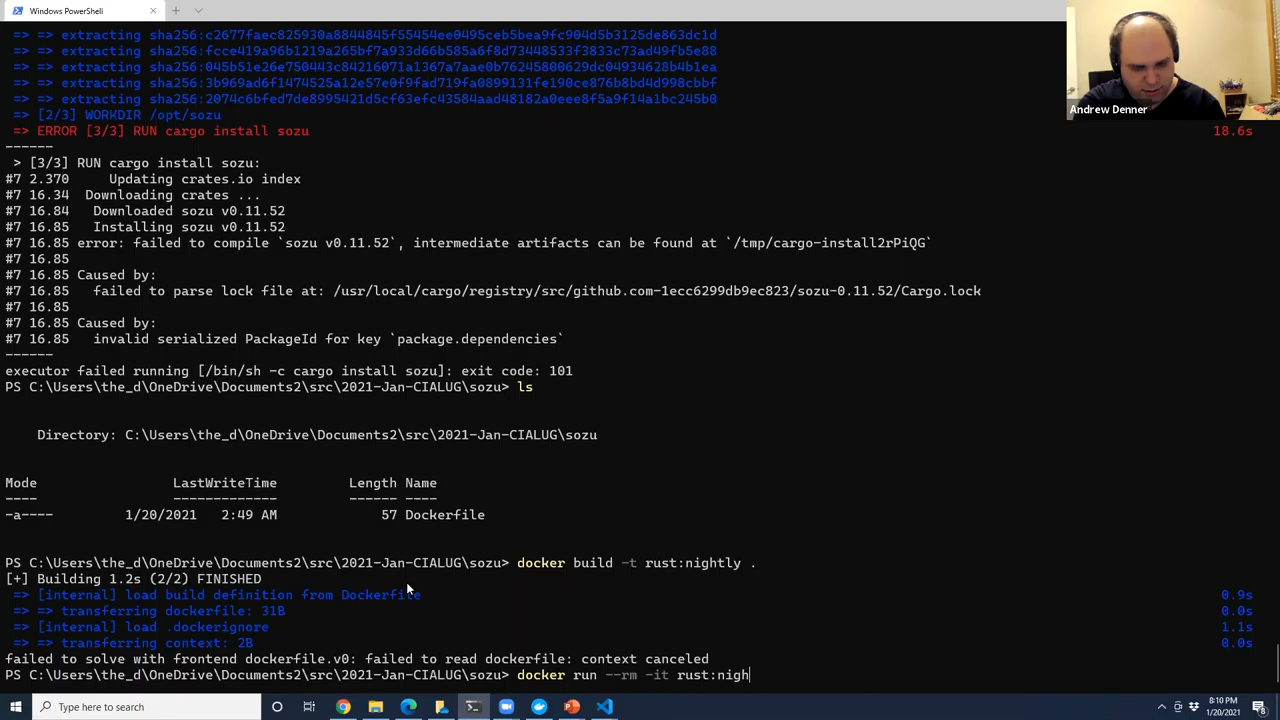 Windows PowerShell
=> => extracting sha256:c2677faec825930a8844845f55454ee0495ceb5bea9fc904d5b3125de863dc1d
=> => extracting sha256:fcce419a96b1219a265bf7a933d66b585a6f8d73448533f3833c73ad49fb5e88
=> => extracting sha256:045b51e26e750443c84216071a1367a7aae0b76245800629dc04934628b4b1ea
=> => extracting sha256:3b969ad6f1474525a12e57e0f9fad719fa0899131fe190ce876b8bd4d998cbbf
=> => extracting sha256:2074c6bfed7de8995421d5cf63efc43584aad48182a0eee8f5a9f14a1bc245b0
=> [2/3] WORKDIR /opt/sozu
=> ERROR [3/3] RUN cargo install sozu 18.6s
------
> [3/3] RUN cargo install sozu:
#7 2.370 Updating crates.io index
#7 16.34 Downloading crates ...
#7 16.84 Downloaded sozu v0.11.52
#7 16.85 Installing sozu v0.11.52
#7 16.85 error: failed to compile `sozu v0.11.52`, intermediate artifacts can be found at `/tmp/cargo-install2rPiQG`
#7 16.85
#7 16.85 Caused by:
#7 16.85 failed to parse lock file at: /usr/local/cargo/registry/src/github.com-1ecc6299db9ec823/sozu-0.11.52/Cargo.lock
#7 16.85
#7 16.85 Caused by:
#7 16.85 invalid serialized PackageId for key `package.dependencies`
------
executor failed running [/bin/sh -c cargo install sozu]: exit code: 101
PS C:\Users\the_d\OneDrive\Documents2\src\2021-Jan-CIALUG\sozu> ls
Directory: C:\Users\the_d\OneDrive\Documents2\src\2021-Jan-CIALUG\sozu
Mode LastWriteTime Length Name
---- ------------- ------ ----
-a---- 1/20/2021 2:49 AM 57 Dockerfile
PS C:\Users\the_d\OneDrive\Documents2\src\2021-Jan-CIALUG\sozu> docker build -t rust:nightly .
[+] Building 1.2s (2/2) FINISHED
=> [internal] load build definition from Dockerfile 0.9s
=> => transferring dockerfile: 31B 0.0s
=> [internal] load .dockerignore 1.1s
=> => transferring context: 2B 0.0s
failed to solve with frontend dockerfile.v0: failed to read dockerfile: context canceled
PS C:\Users\the_d\OneDrive\Documents2\src\2021-Jan-CIALUG\sozu> docker run --rm -it rust:nigh
Andrew Denner
Type here to search
8:10 PM
1/20/2021
8